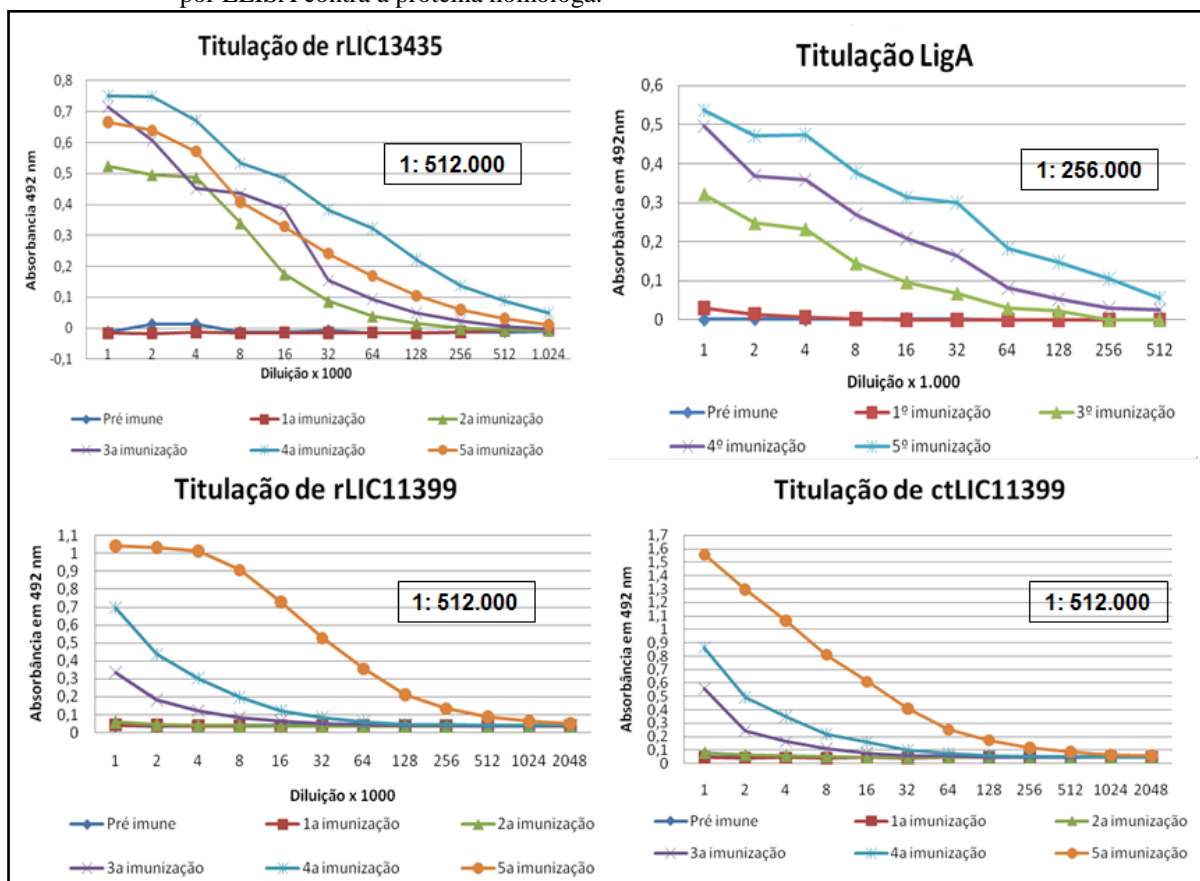 por ELISA contra a proteína homóloga.
Titulação de rLIC13435
Absorbancia 492 nm
0,8
0,7
0,6
0,5
0,4
0,3
0,2
0,1
0
-0,1
1: 512.000
1 2 4 8 16 32 64 128 256 512 1.024
Diluição x 1000
Pré imune 1a imunização 2a imunização
3a imunização 4a imunização 5a imunização
Titulação LigA
Absorbância em 492nm
0,6
0,5
0,4
0,3
0,2
0,1
0
1: 256.000
1 2 4 8 16 32 64 128 256 512
Diluição x 1.000
Pré imune 1º imunização 3º imunização
4º imunização 5º imunização
Titulação de rLIC11399
Absorbância em 492 nm
1,1
1
0,9
0,8
0,7
0,6
0,5
0,4
0,3
0,2
0,1
0
1: 512.000
1 2 4 8 16 32 64 128 256 512 1024 2048
Diluição x 1000
Pré imune 1a imunização 2a imunização
3a imunização 4a imunização 5a imunização
Titulação de ctLIC11399
Absorbância em 492 nm
1,7
1,6
1,5
1,4
1,3
1,2
1,1
1
0,9
0,8
0,7
0,6
0,5
0,4
0,3
0,2
0,1
0
1: 512.000
1 2 4 8 16 32 64 128 256 512 1024 2048
Diluição x 1000
Pré imune 1a imunização 2a imunização
3a imunização 4a imunização 5a imunização